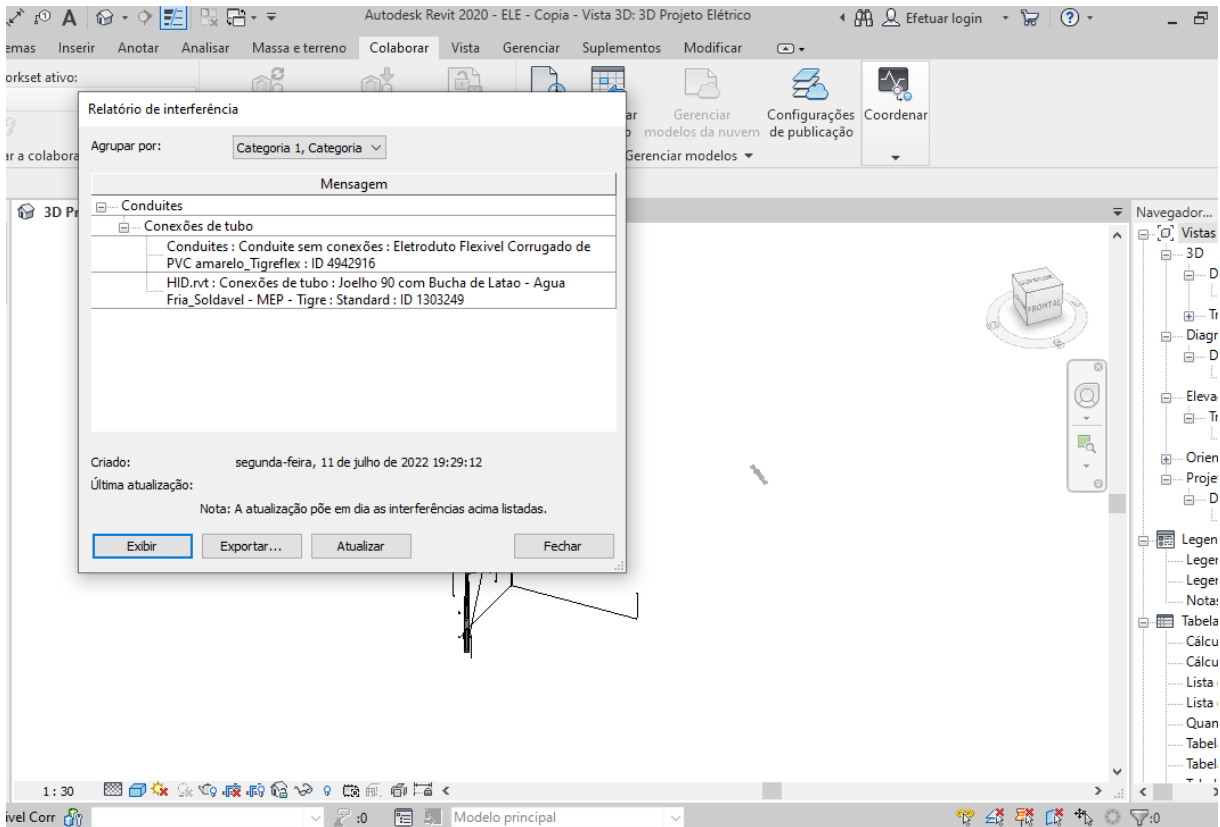 A
Autodesk Revit 2020 - ELE - Copia - Vista 3D: 3D Projeto Elétrico
Efetuar login
?
emas Inserir Anotar Analisar Massa e terreno Colaborar Vista Gerenciar Suplementos Modificar
orkset ativo:
ar
Gerenciar
modelos da nuvem
Configurações
de publicação
Coordenar
ar a colabora
Gerenciar modelos
Relatório de interferência
Agrupar por: Categoria 1, Categoria
Mensagem
Conduites
Conexões de tubo
Conduites : Conduite sem conexões : Eletroduto Flexivel Corrugado de
PVC amarelo_Tigreflex : ID 4942916
HID.rvt : Conexões de tubo : Joelho 90 com Bucha de Latao - Agua
Fria_Soldavel - MEP - Tigre : Standard : ID 1303249
Criado: segunda-feira, 11 de julho de 2022 19:29:12
Última atualização:
Nota: A atualização põe em dia as interferências acima listadas.
Exibir Exportar... Atualizar Fechar
3D Pr
SUPERIOR
FRONTAL
Navegador...
Vistas
3D
D
Tr
Diagr
D
Eleva
Tr
Orien
Proje
D
Legen
Leger
Leger
Notas
Tabela
Cálcu
Cálcu
Lista
Lista
Quan
Tabel
Tabel
1 : 30
ivel Corr
:0
Modelo principal
:0